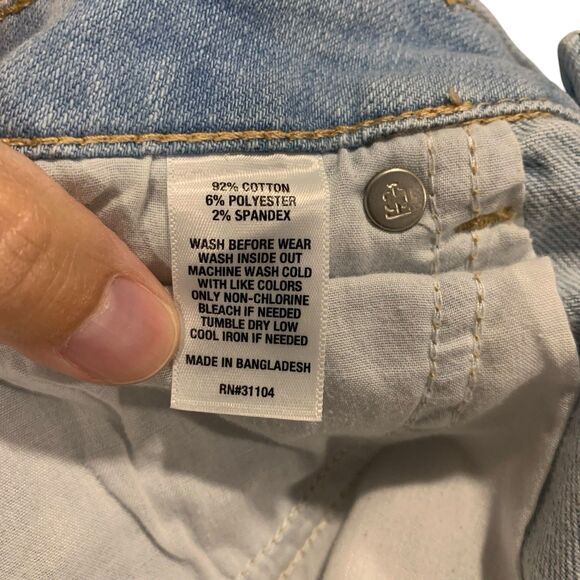 92% COTTON
6% POLYESTER
2% SPANDEX
WASH BEFORE WEAR
WASH INSIDE OUT
MACHINE WASH COLD
WITH LIKE COLORS
ONLY NON-CHLORINE
BLEACH IF NEEDED
TUMBLE DRY LOW
COOL IRON IF NEEDED
MADE IN BANGLADESH
RN#31104